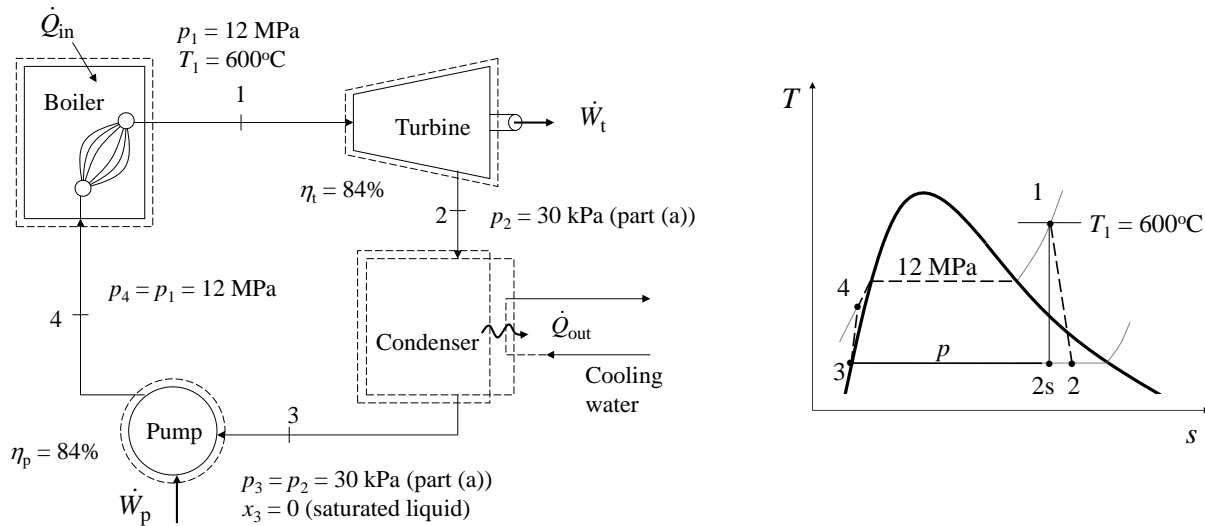 Q̇in
p1 = 12 MPa
T1 = 600°C
Boiler
1
Turbine
Ẇt
ηt = 84%
2
p2 = 30 kPa (part (a))
p4 = p1 = 12 MPa
4
Condenser
Q̇out
Cooling
water
3
Pump
ηp = 84%
p3 = p2 = 30 kPa (part (a))
x3 = 0 (saturated liquid)
Ẇp
T
1
T1 = 600°C
12 MPa
4
p
3
2s
2
s